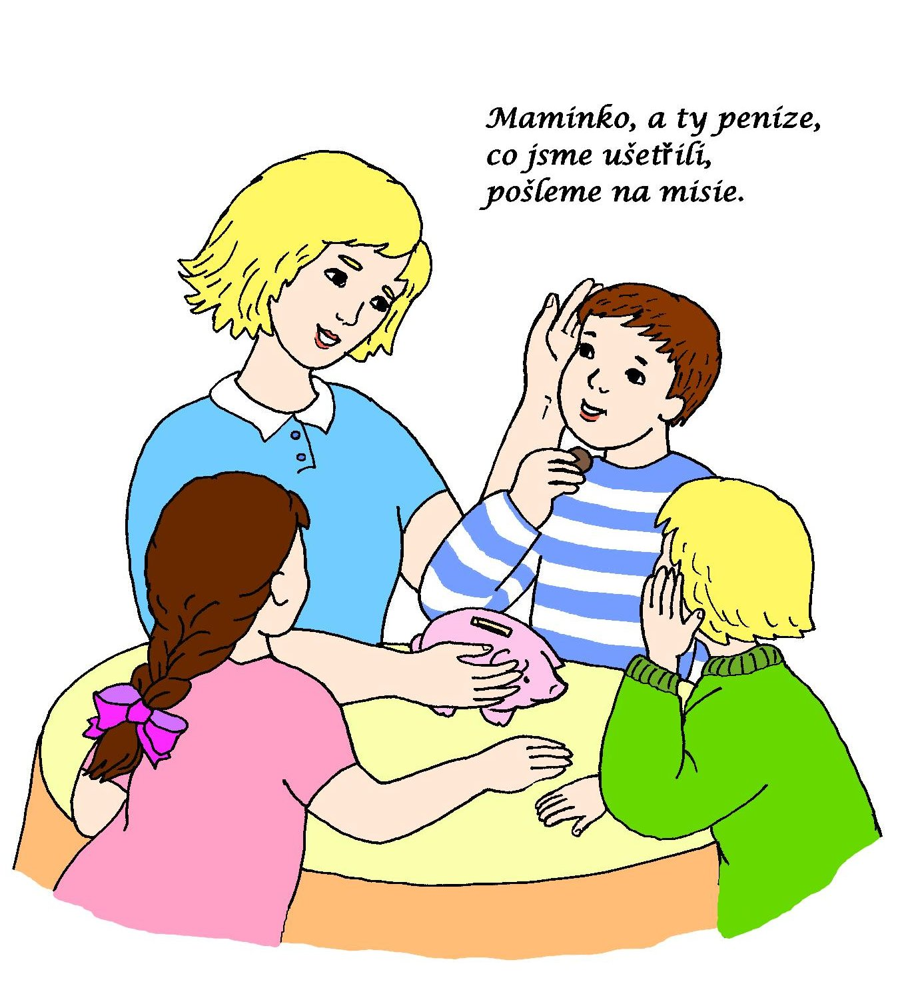 Maminko, a ty peníze,
co jsme ušetřili,
pošleme na misie.